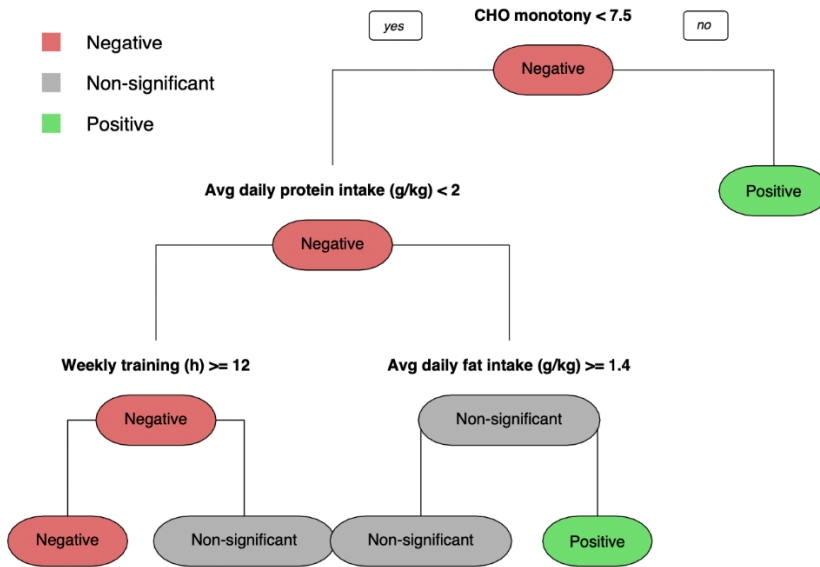 CHO monotony < 7.5
yes
no
Negative
Non-significant
Positive
Negative
Positive
Avg daily protein intake (g/kg) < 2
Negative
Weekly training (h) >= 12
Avg daily fat intake (g/kg) >= 1.4
Negative
Non-significant
Negative
Non-significant
Non-significant
Positive